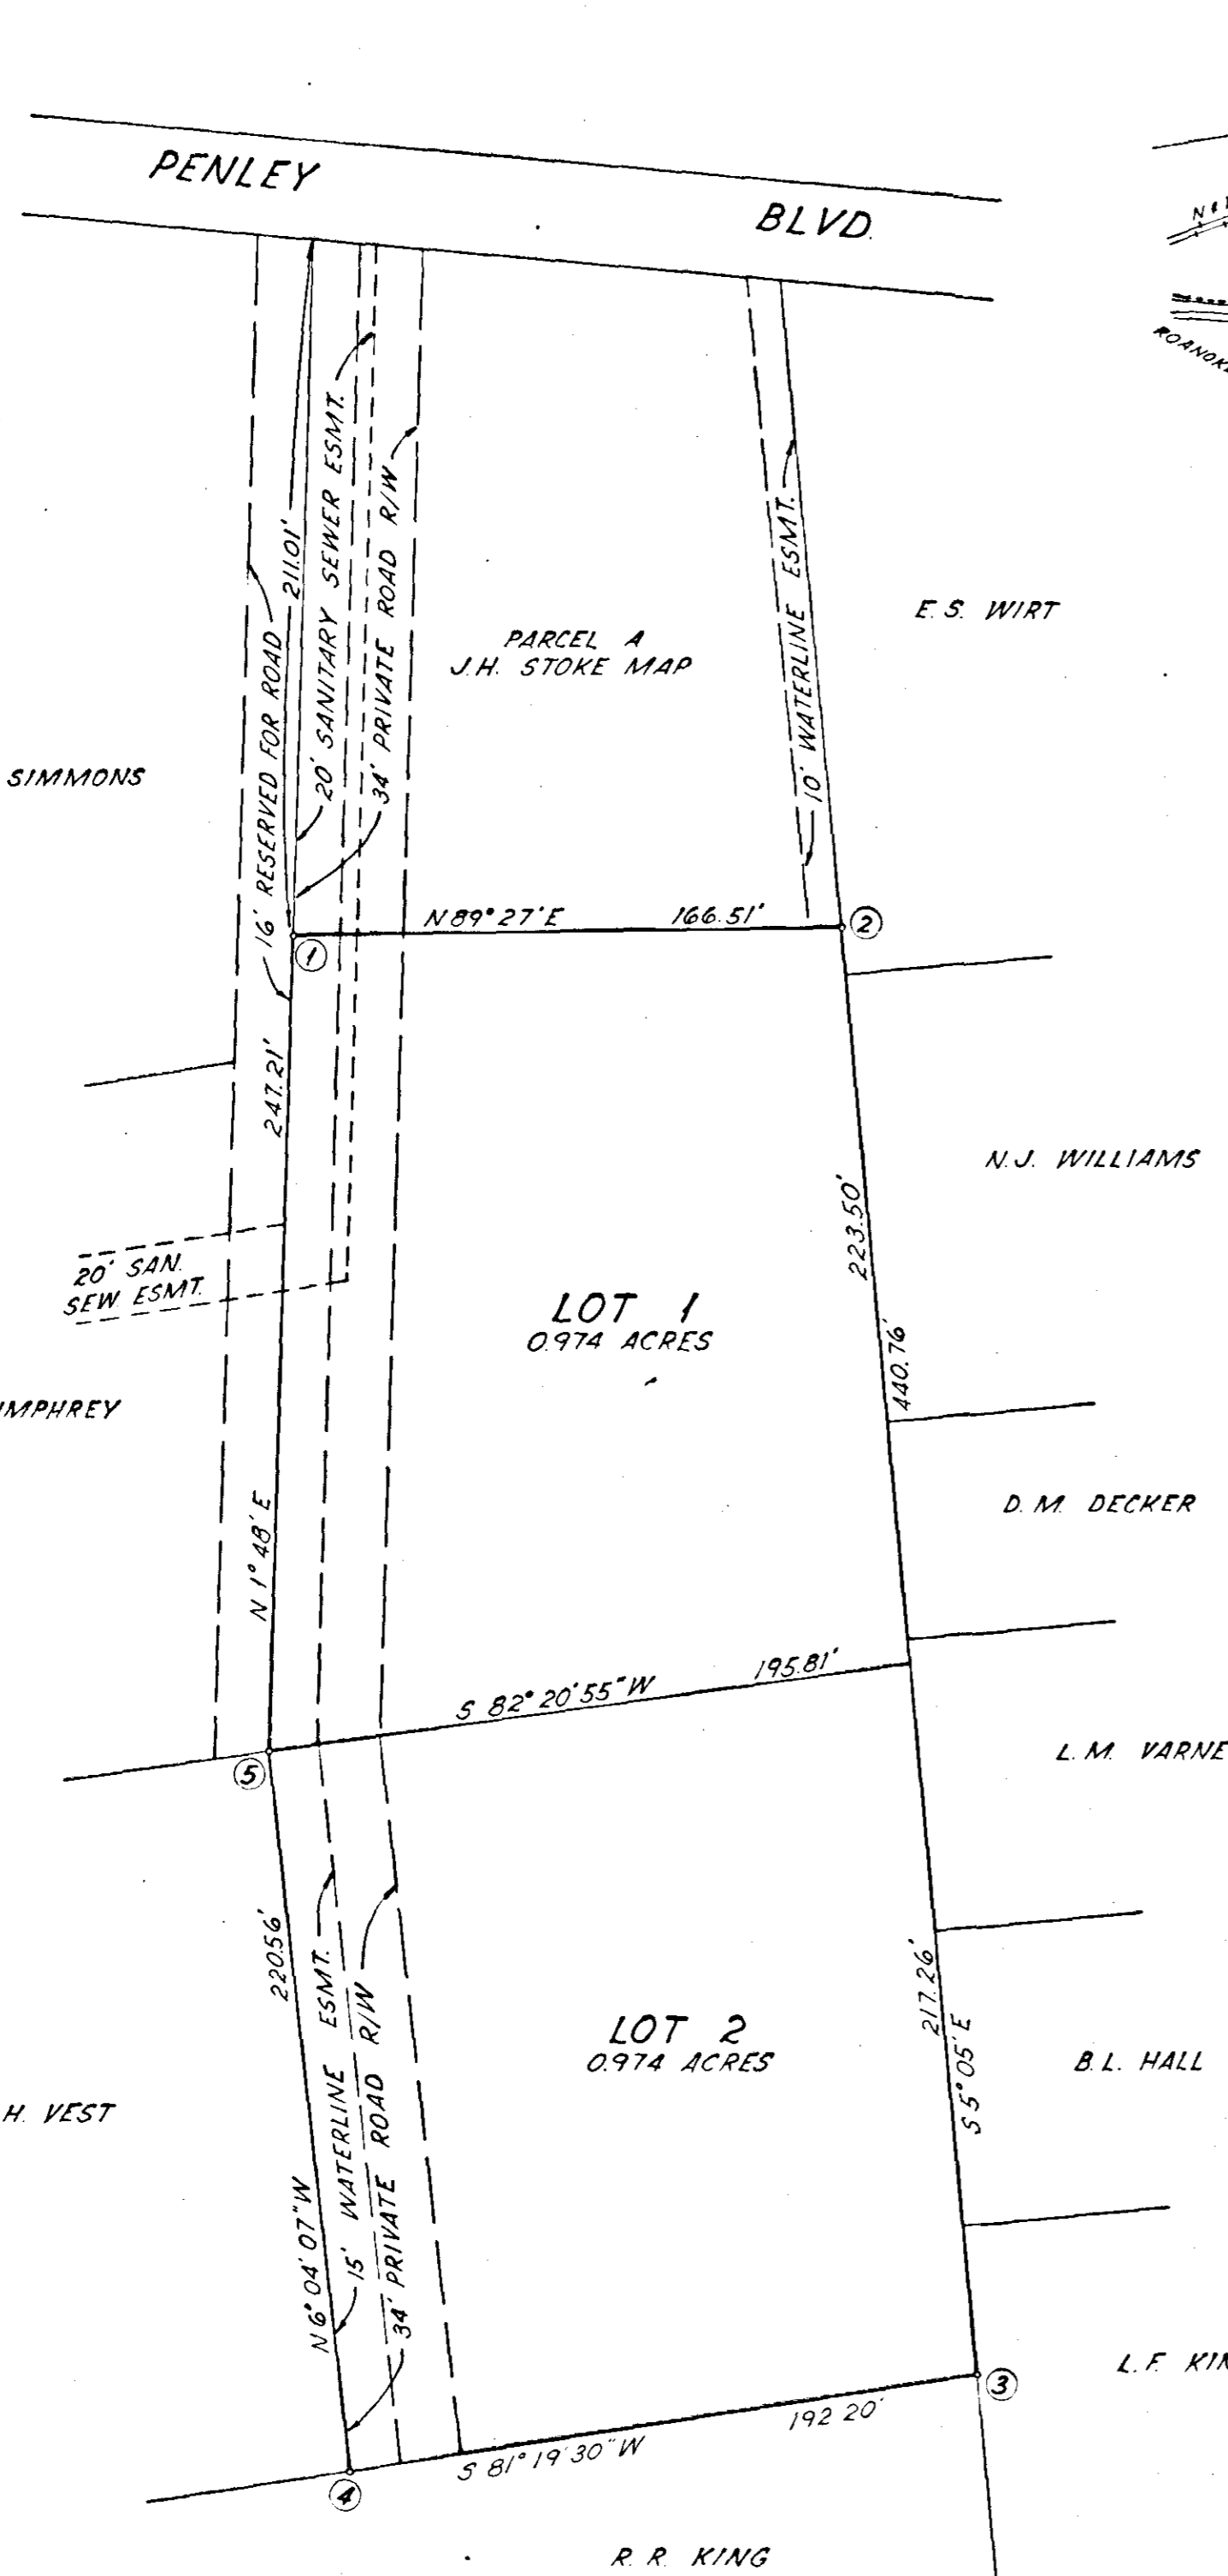 PENLEY BLVD.
N & W
ROANOKE
211.01'
20' SANITARY SEWER ESMT.
34' PRIVATE ROAD R/W
16' RESERVED FOR ROAD
10' WATERLINE ESMT.
E. S. WIRT
PARCEL A
J.H. STOKE MAP
SIMMONS
N 89° 27' E 166.51'
1
2
247.21'
N 1° 48' E
20' SAN.
SEW. ESMT.
N. J. WILLIAMS
223.50'
LOT 1
0.974 ACRES
440.76'
UMPHREY
D. M. DECKER
S 82° 20' 55" W 195.81'
5
L. M. VARNE
220.56'
N 6° 04' 07" W
15' WATERLINE ESMT.
34' PRIVATE ROAD R/W
LOT 2
0.974 ACRES
217.26'
S 5° 05' E
B. L. HALL
H. VEST
L. F. KIN
3
192.20'
S 81° 19' 30" W
4
R. R. KING